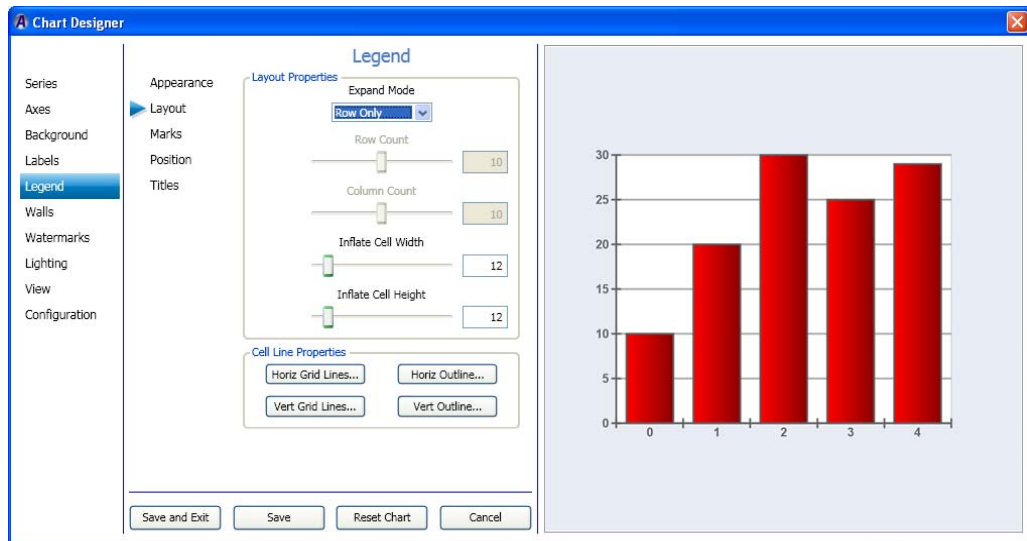 Chart Designer
Series
Axes
Background
Labels
Legend
Walls
Watermarks
Lighting
View
Configuration
Appearance
Layout
Marks
Position
Titles
Legend
Layout Properties
Expand Mode
Row Only
Row Count
10
Column Count
10
Inflate Cell Width
12
Inflate Cell Height
12
Cell Line Properties
Horiz Grid Lines... Horiz Outline...
Vert Grid Lines... Vert Outline...
Save and Exit Save Reset Chart Cancel
30
25
20
15
10
5
0
0 1 2 3 4